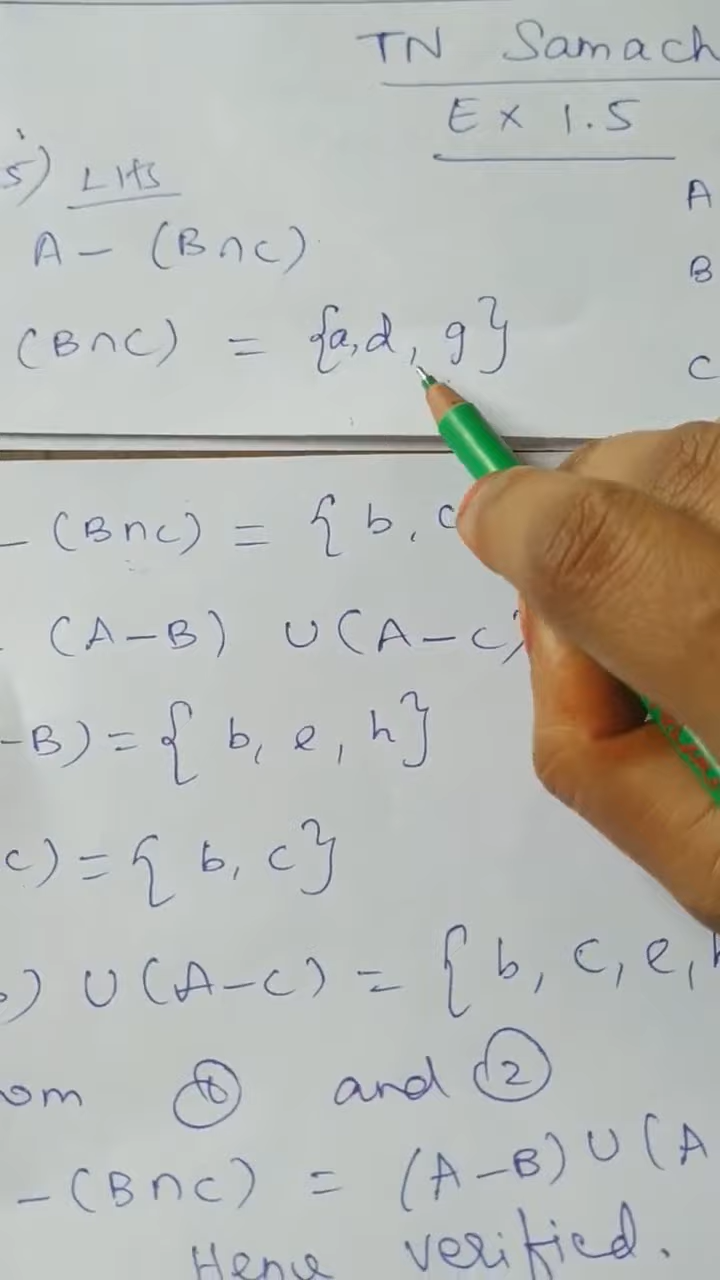 TN Samach
EX 1.5
5) LHS
A
A - (B∩C)
B
(B∩C) = {a, d, g}
C
- (B∩C) = { b, c
(A-B) ∪ (A-C)
-B) = { b, e, h}
C) = { b, c}
) ∪ (A-C) = { b, c, e, h
om ① and ②
- (B∩C) = (A-B) ∪ (A
Hence verified.